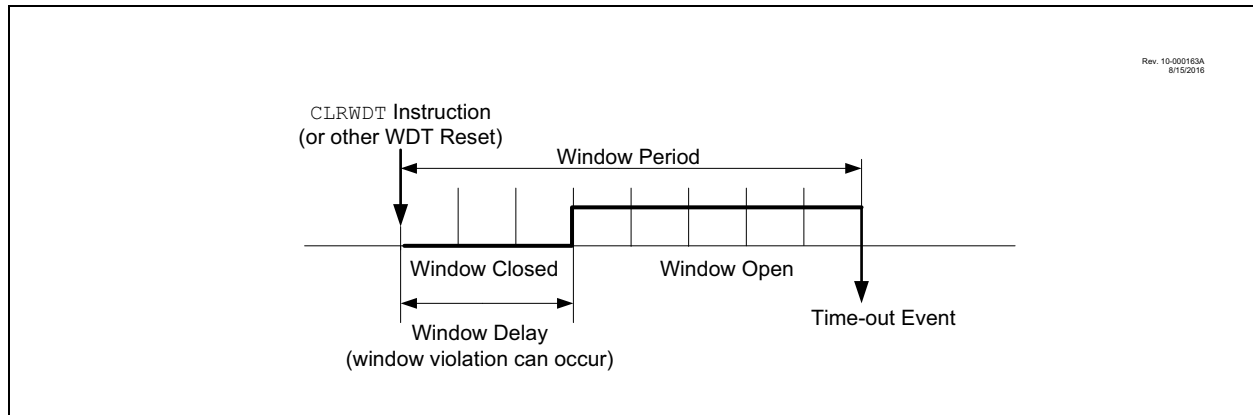 Rev. 10-000163A
8/15/2016
CLRWDT Instruction
(or other WDT Reset)
Window Period
Window Closed
Window Open
Window Delay
(window violation can occur)
Time-out Event